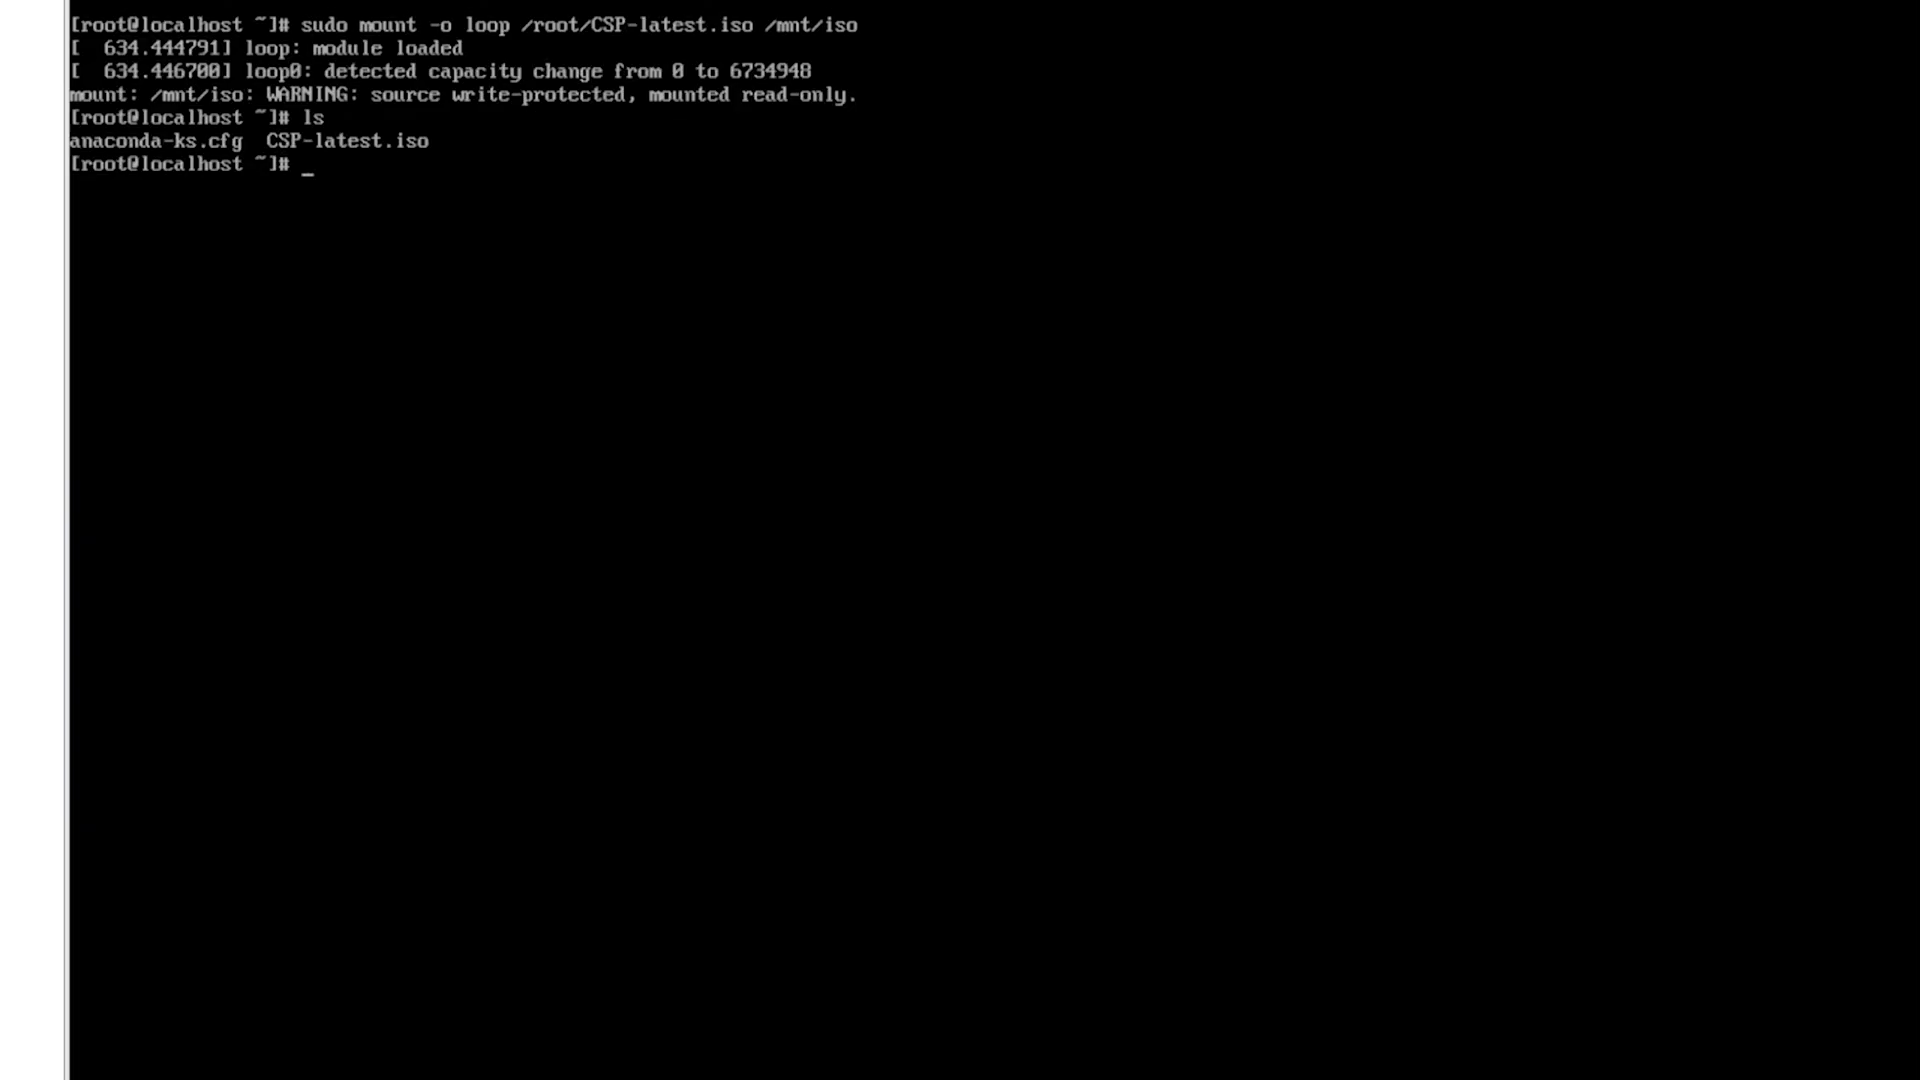 [root@localhost ~]# sudo mount -o loop /root/CSP-latest.iso /mnt/iso
[  634.444791] loop: module loaded
[  634.446700] loop0: detected capacity change from 0 to 6734948
mount: /mnt/iso: WARNING: source write-protected, mounted read-only.
[root@localhost ~]# ls
anaconda-ks.cfg  CSP-latest.iso
[root@localhost ~]# _